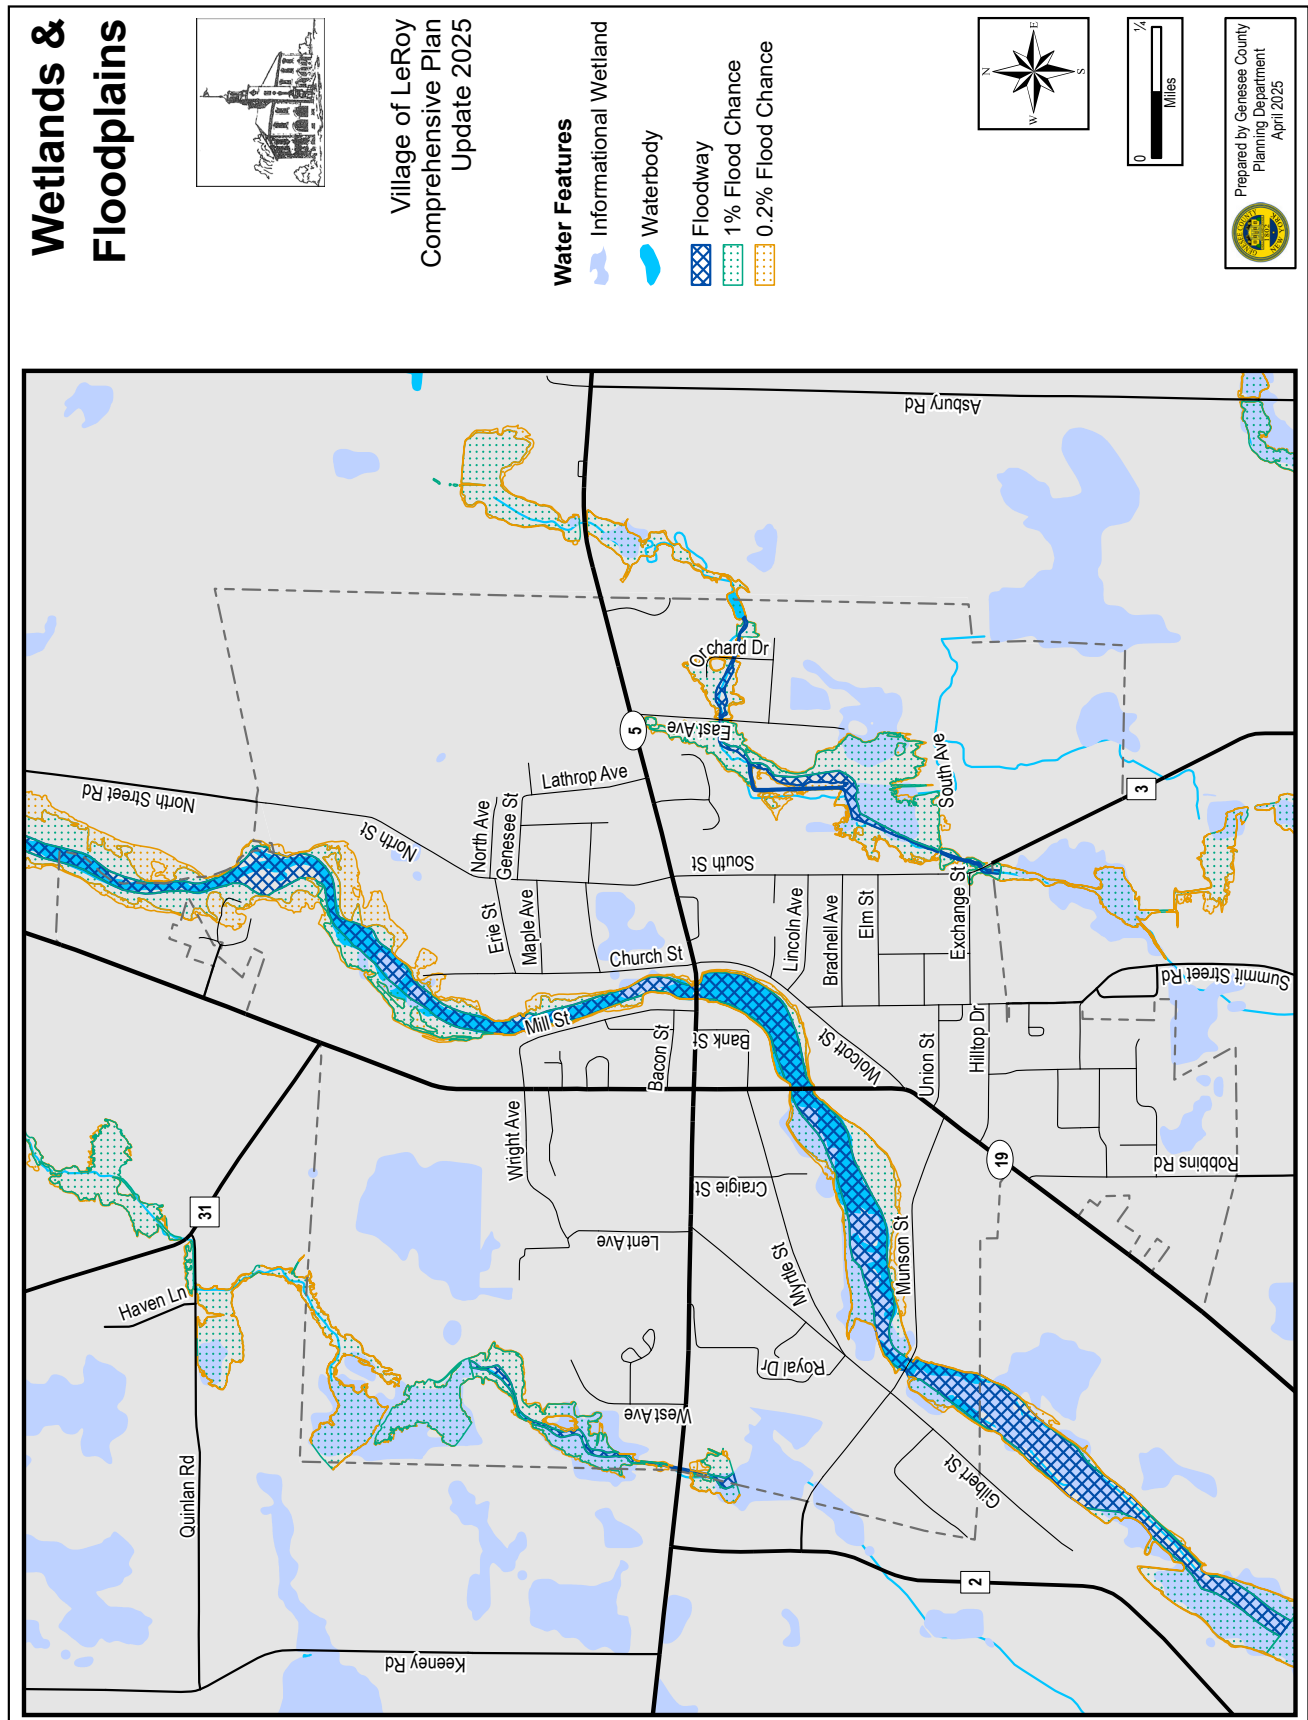 Wetlands &
Floodplains
Village of LeRoy
Comprehensive Plan
Update 2025
Water Features
Informational Wetland
Waterbody
Floodway
1% Flood Chance
0.2% Flood Chance
N
E
S
W
0
1/4
Miles
GENESEE COUNTY
1802
NEW YORK
Prepared by Genesee County
Planning Department
April 2025
Asbury Rd
Orchard Dr
East Ave
5
Lathrop Ave
North Street Rd
North St
North Ave
Genesee St
South Ave
3
South St
Erie St
Maple Ave
Church St
Lincoln Ave
Bradnell Ave
Elm St
Exchange St
Summit Street Rd
Mill St
Bacon St
Bank St
Wolcott St
Union St
Hilltop Dr
Wright Ave
Craigie St
19
Robbins Rd
31
Lent Ave
Myrtle St
Munson St
Haven Ln
Royal Dr
West Ave
Quinlan Rd
Gilbert St
2
Keeney Rd